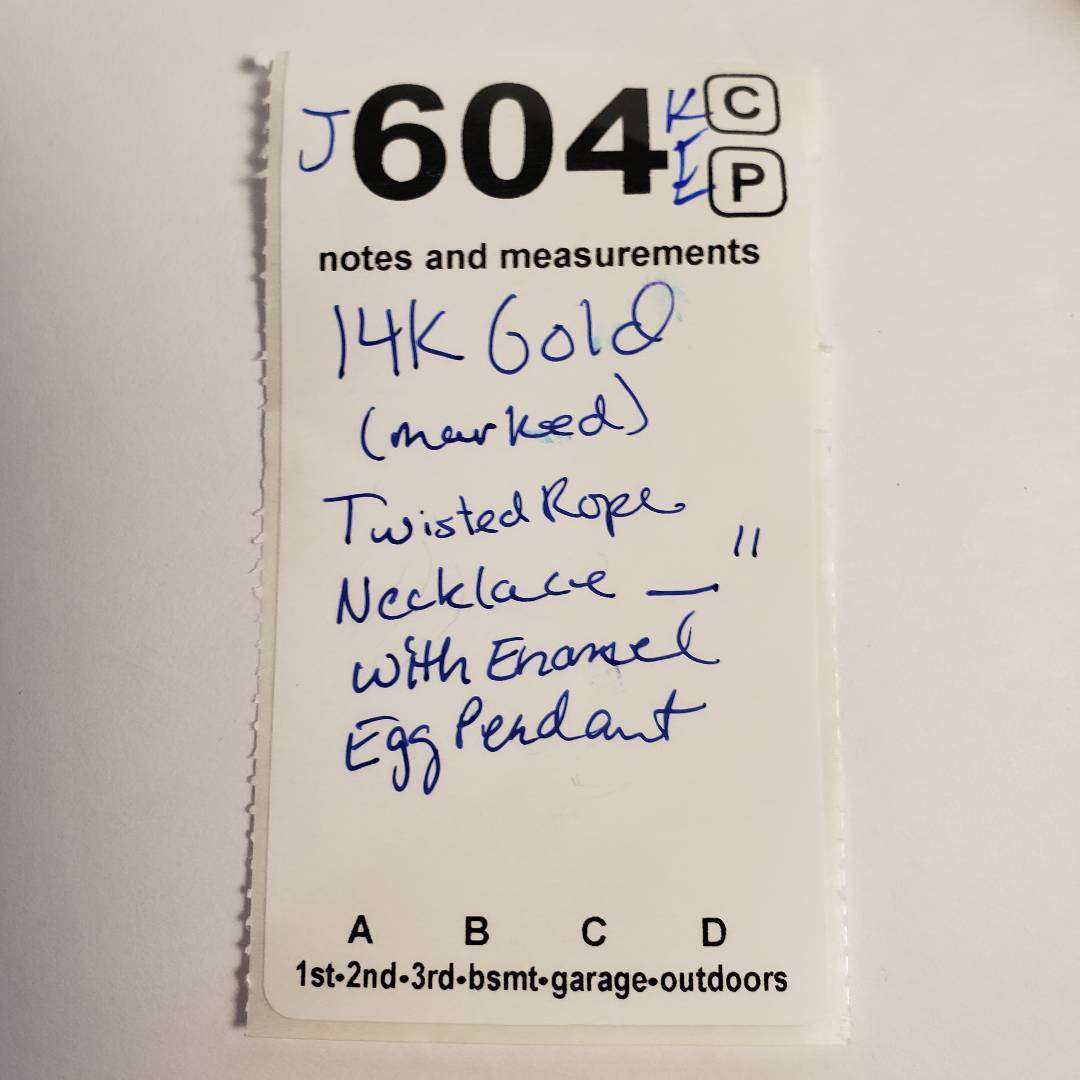 J604 K C
E P
notes and measurements
14K Gold
(marked)
Twisted Rope
Necklace _"
with Enamel
Egg Pendant
A B C D
1st•2nd•3rd•bsmt•garage•outdoors